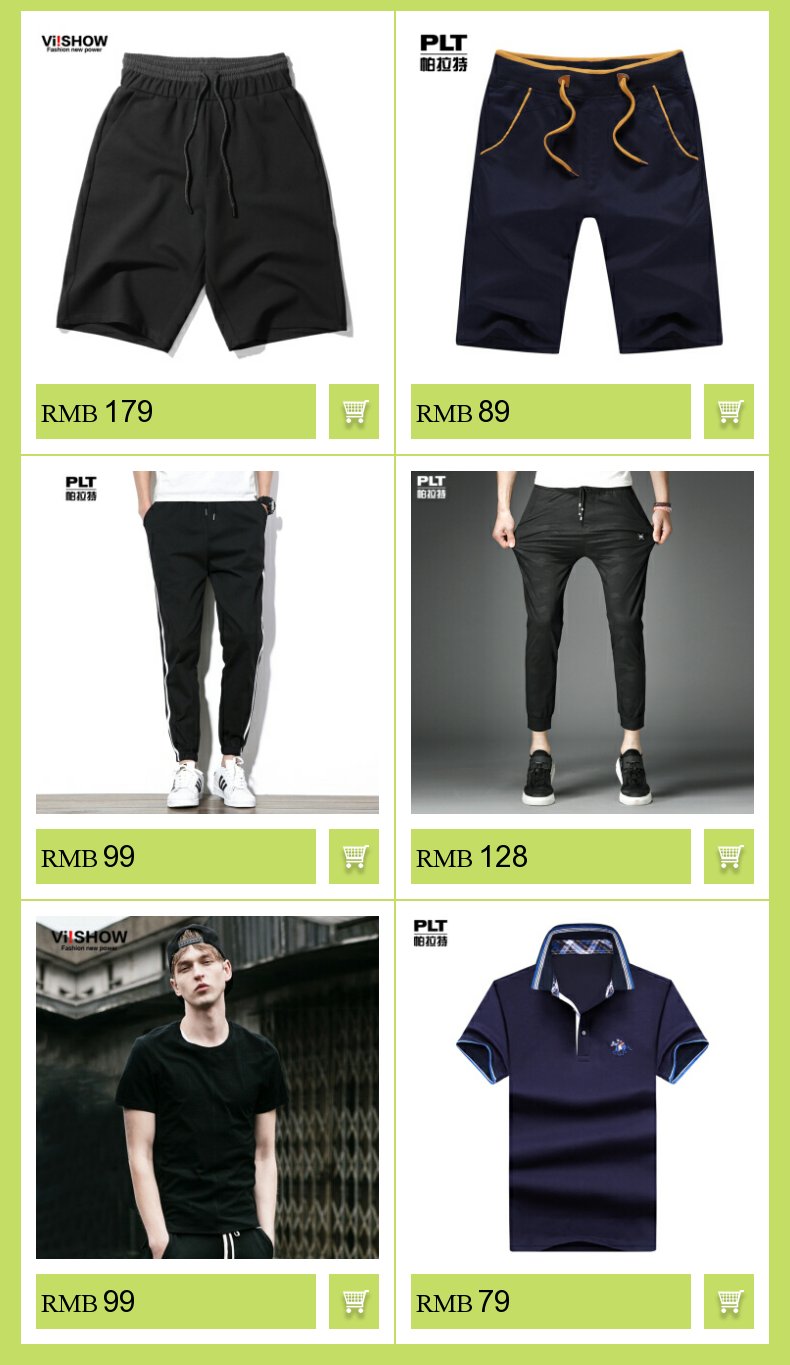 Vi!SHOW
Fashion new power
PLT
帕拉特
RMB 179
RMB 89
PLT
帕拉特
PLT
帕拉特
RMB 99
RMB 128
Vi!SHOW
Fashion new power
PLT
帕拉特
RMB 99
RMB 79